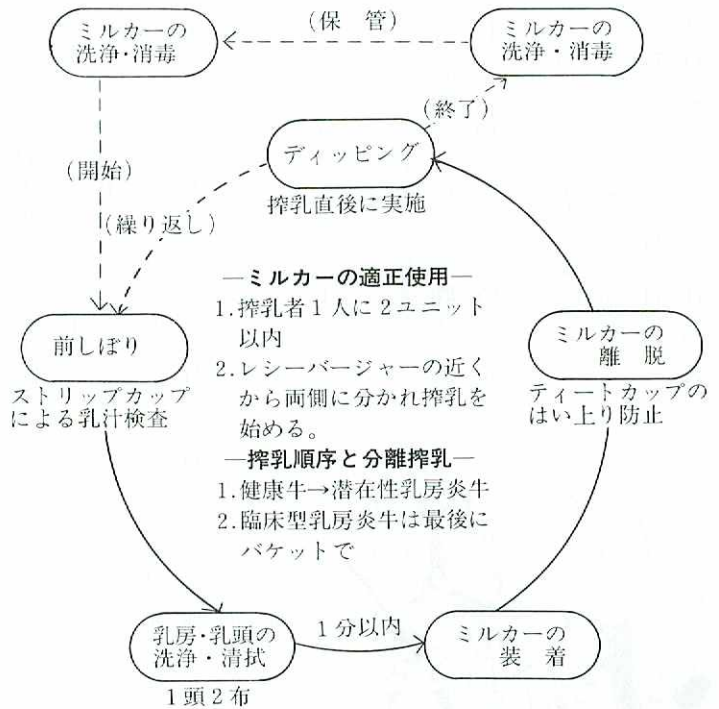 ミルカーの
洗浄・消毒
(保　管)
ミルカーの
洗浄・消毒
(終了)
ディッピング
搾乳直後に実施
(開始)
(繰り返し)
―ミルカーの適正使用―
1.搾乳者1人に2ユニット
以内
2.レシーバージャーの近く
から両側に分かれ搾乳を
始める。
―搾乳順序と分離搾乳―
1.健康牛→潜在性乳房炎牛
2.臨床型乳房炎牛は最後に
バケットで
前しぼり
ストリップカップ
による乳汁検査
ミルカーの
離　脱
ティートカップの
はい上り防止
乳房・乳頭の
洗浄・清拭
1頭2布
1分以内
ミルカーの
装　着